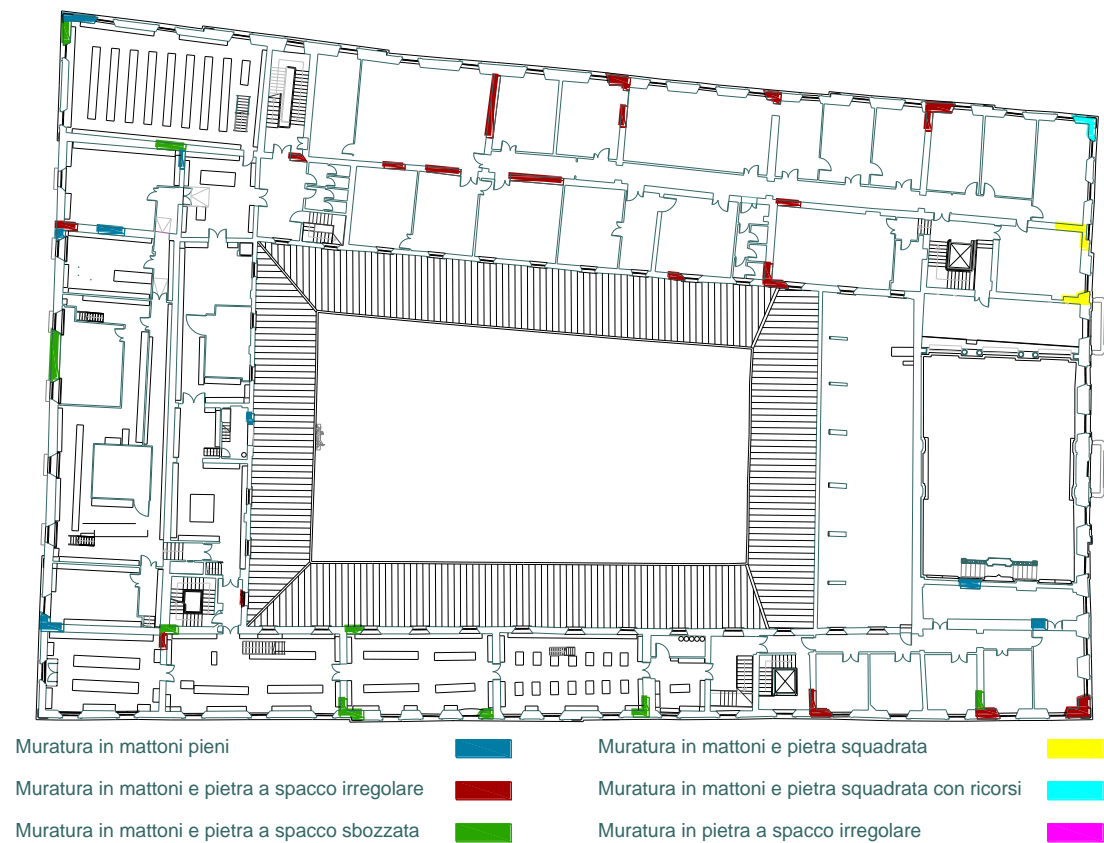 Muratura in mattoni pieni
Muratura in mattoni e pietra a spacco irregolare
Muratura in mattoni e pietra a spacco sbozzata
Muratura in mattoni e pietra squadrata
Muratura in mattoni e pietra squadrata con ricorsi
Muratura in pietra a spacco irregolare